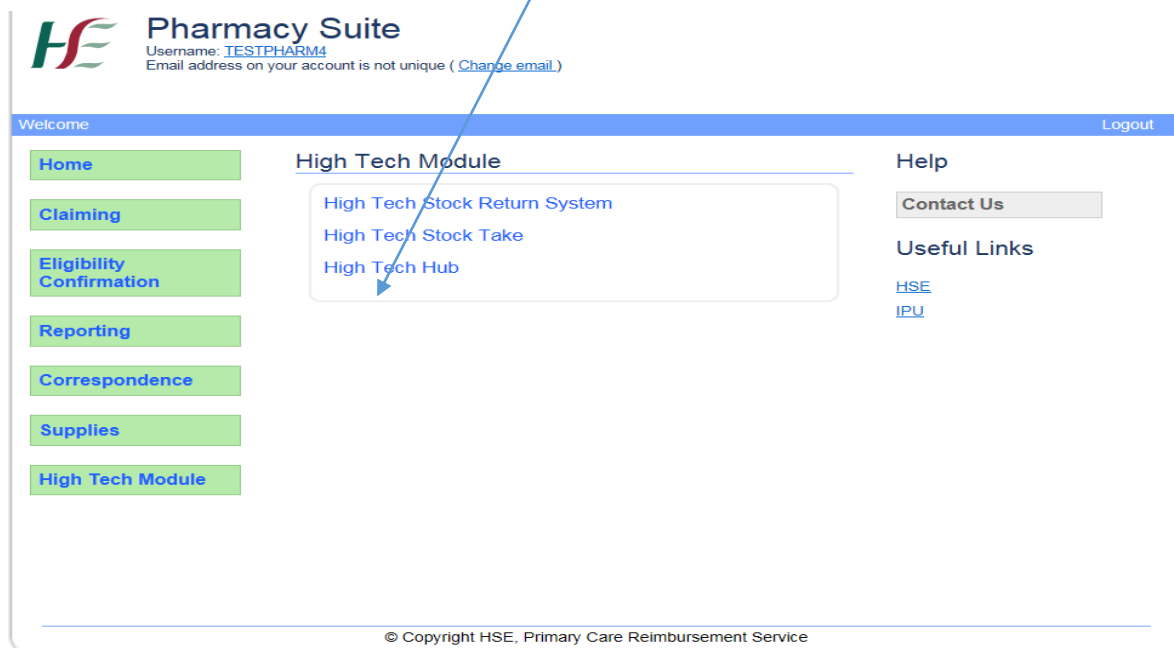 HSE
Pharmacy Suite
Username: TESTPHARM4
Email address on your account is not unique ( Change email )
Welcome
Logout
Home
Claiming
Eligibility
Confirmation
Reporting
Correspondence
Supplies
High Tech Module
High Tech Module
High Tech Stock Return System
High Tech Stock Take
High Tech Hub
Help
Contact Us
Useful Links
HSE
IPU
© Copyright HSE, Primary Care Reimbursement Service